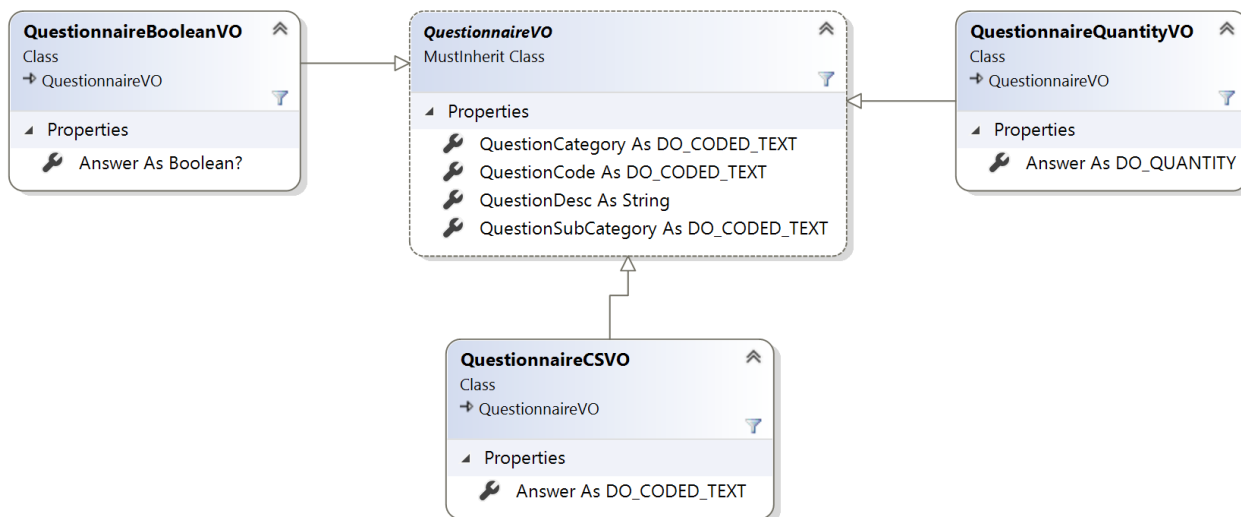 QuestionnaireBooleanVO
Class
QuestionnaireVO
Properties
Answer As Boolean?
QuestionnaireVO
MustInherit Class
Properties
QuestionCategory As DO_CODED_TEXT
QuestionCode As DO_CODED_TEXT
QuestionDesc As String
QuestionSubCategory As DO_CODED_TEXT
QuestionnaireQuantityVO
Class
QuestionnaireVO
Properties
Answer As DO_QUANTITY
QuestionnaireCSVO
Class
QuestionnaireVO
Properties
Answer As DO_CODED_TEXT